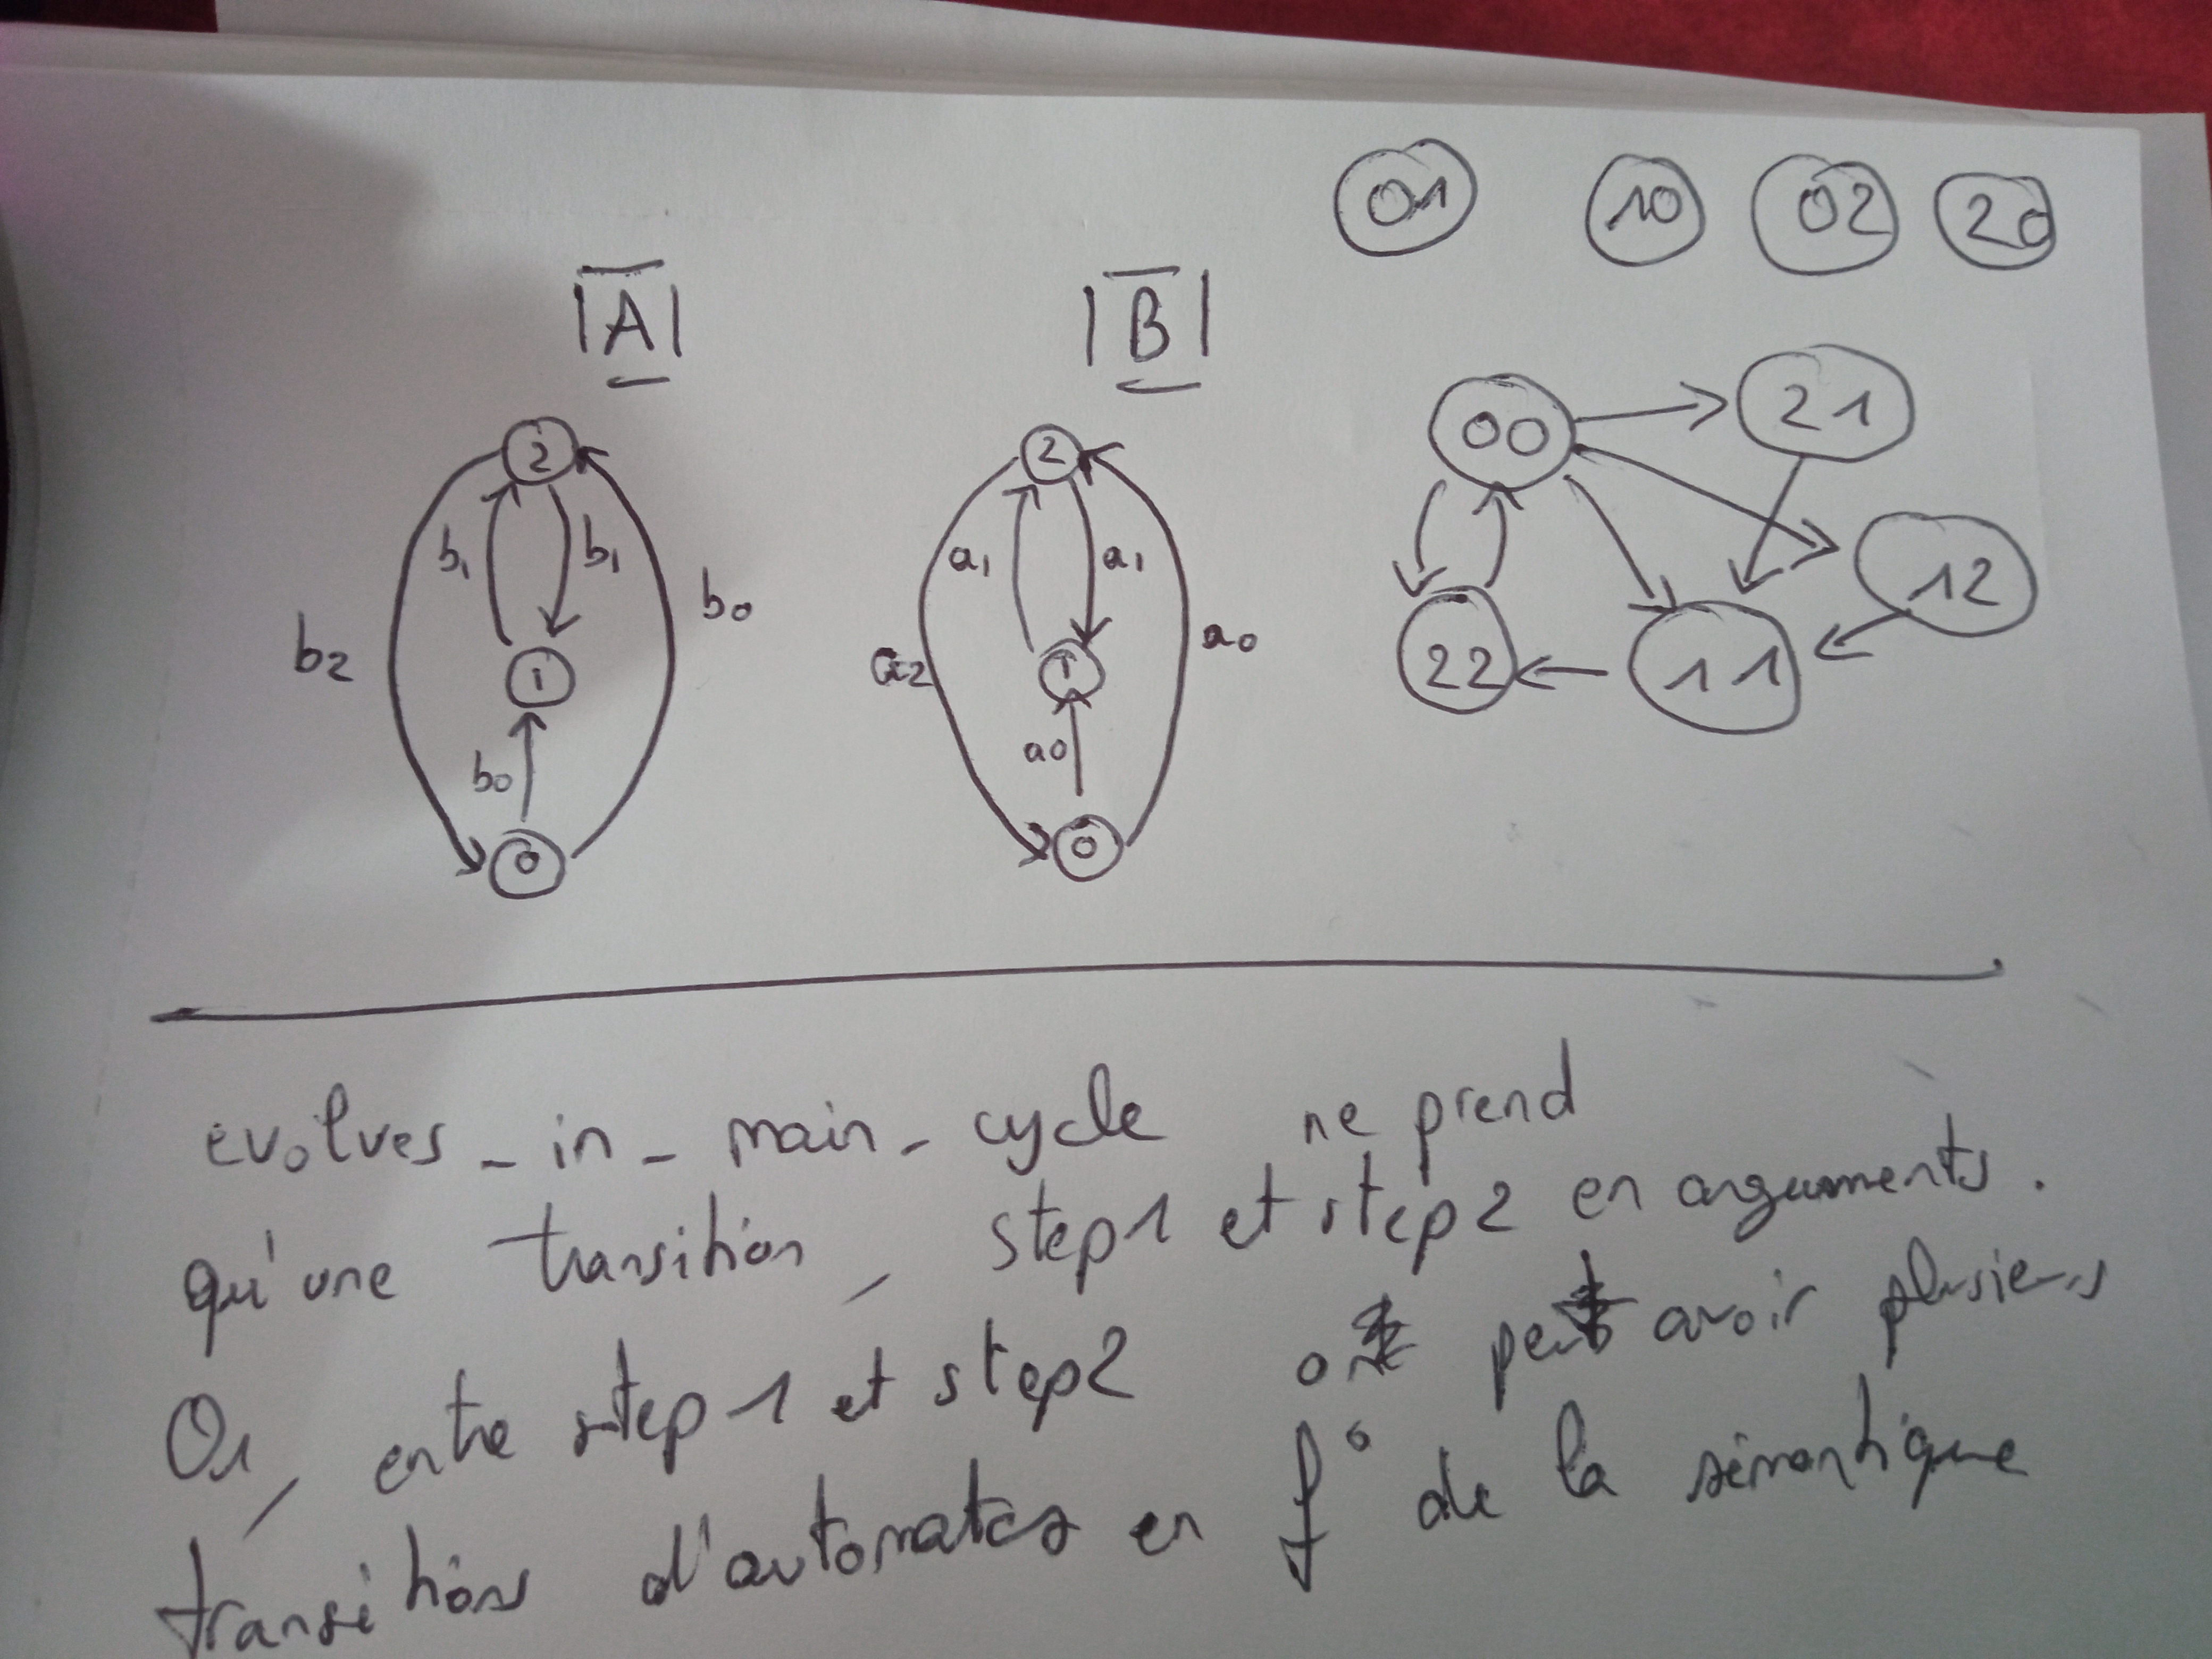 01 10 02 20
A B
00 21
2 2
b1 b1 a1 a1
b2 b0 a2 a0
12
1 1 22 11
b0 a0
0 0
evolves_in_main_cycle ne prend
qu'une transition, step1 et step2 en arguments.
Or, entre step1 et step2 on peut avoir plusieurs
transitions d'automates en f° de la sémantique